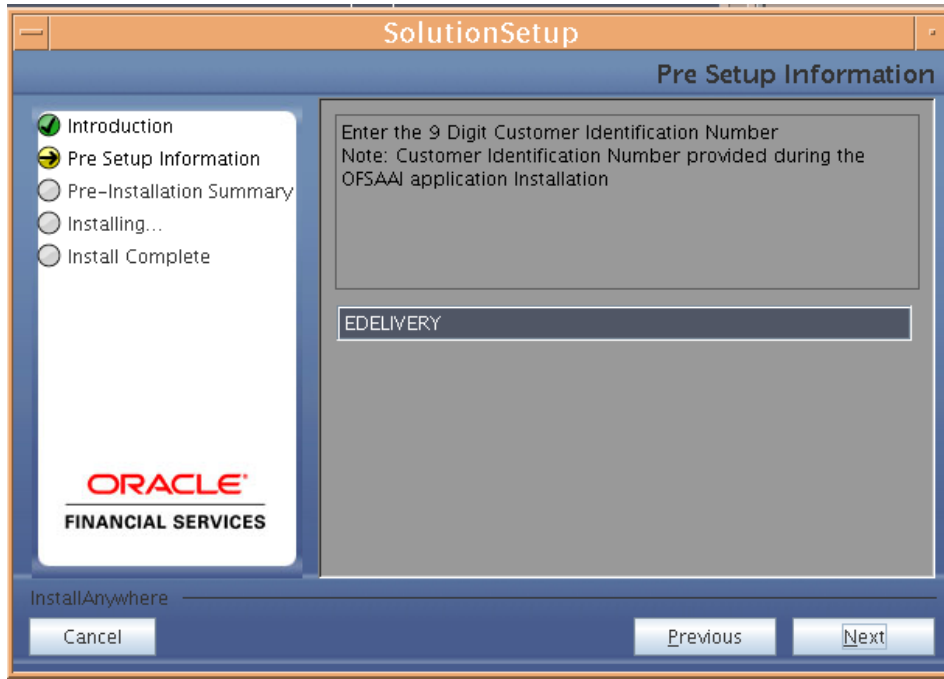 SolutionSetup
Pre Setup Information
Introduction
Pre Setup Information
Pre-Installation Summary
Installing...
Install Complete
ORACLE
FINANCIAL SERVICES
Enter the 9 Digit Customer Identification Number
Note: Customer Identification Number provided during the
OFSAAI application Installation
EDELIVERY
InstallAnywhere
Cancel
Previous
Next